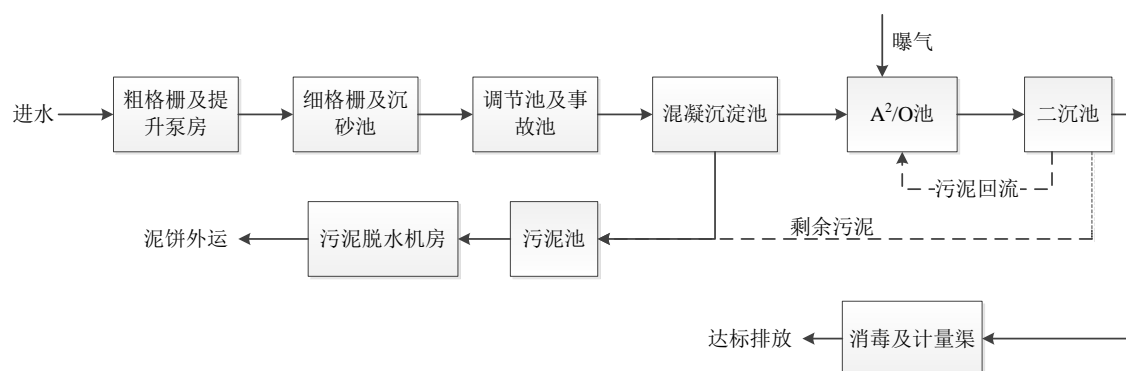 曝气
进水
粗格栅及提
升泵房
细格栅及沉
砂池
调节池及事
故池
混凝沉淀池
A²/O池
二沉池
污泥回流
剩余污泥
泥饼外运
污泥脱水机房
污泥池
达标排放
消毒及计量渠